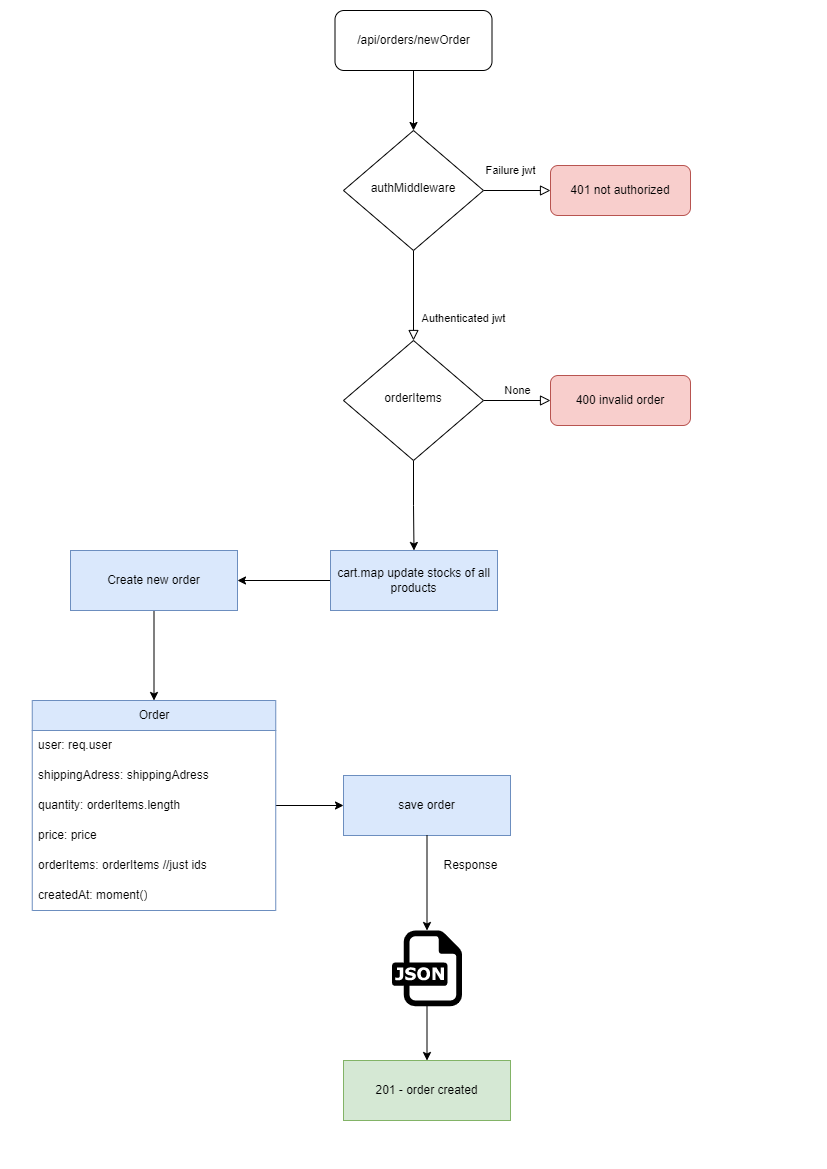 /api/orders/newOrder
authMiddleware
Failure jwt
401 not authorized
Authenticated jwt
orderItems
None
400 invalid order
Create new order
cart.map update stocks of all
products
Order
user: req.user
shippingAdress: shippingAdress
quantity: orderItems.length
price: price
orderItems: orderItems //just ids
createdAt: moment()
save order
Response
JSON
201 - order created